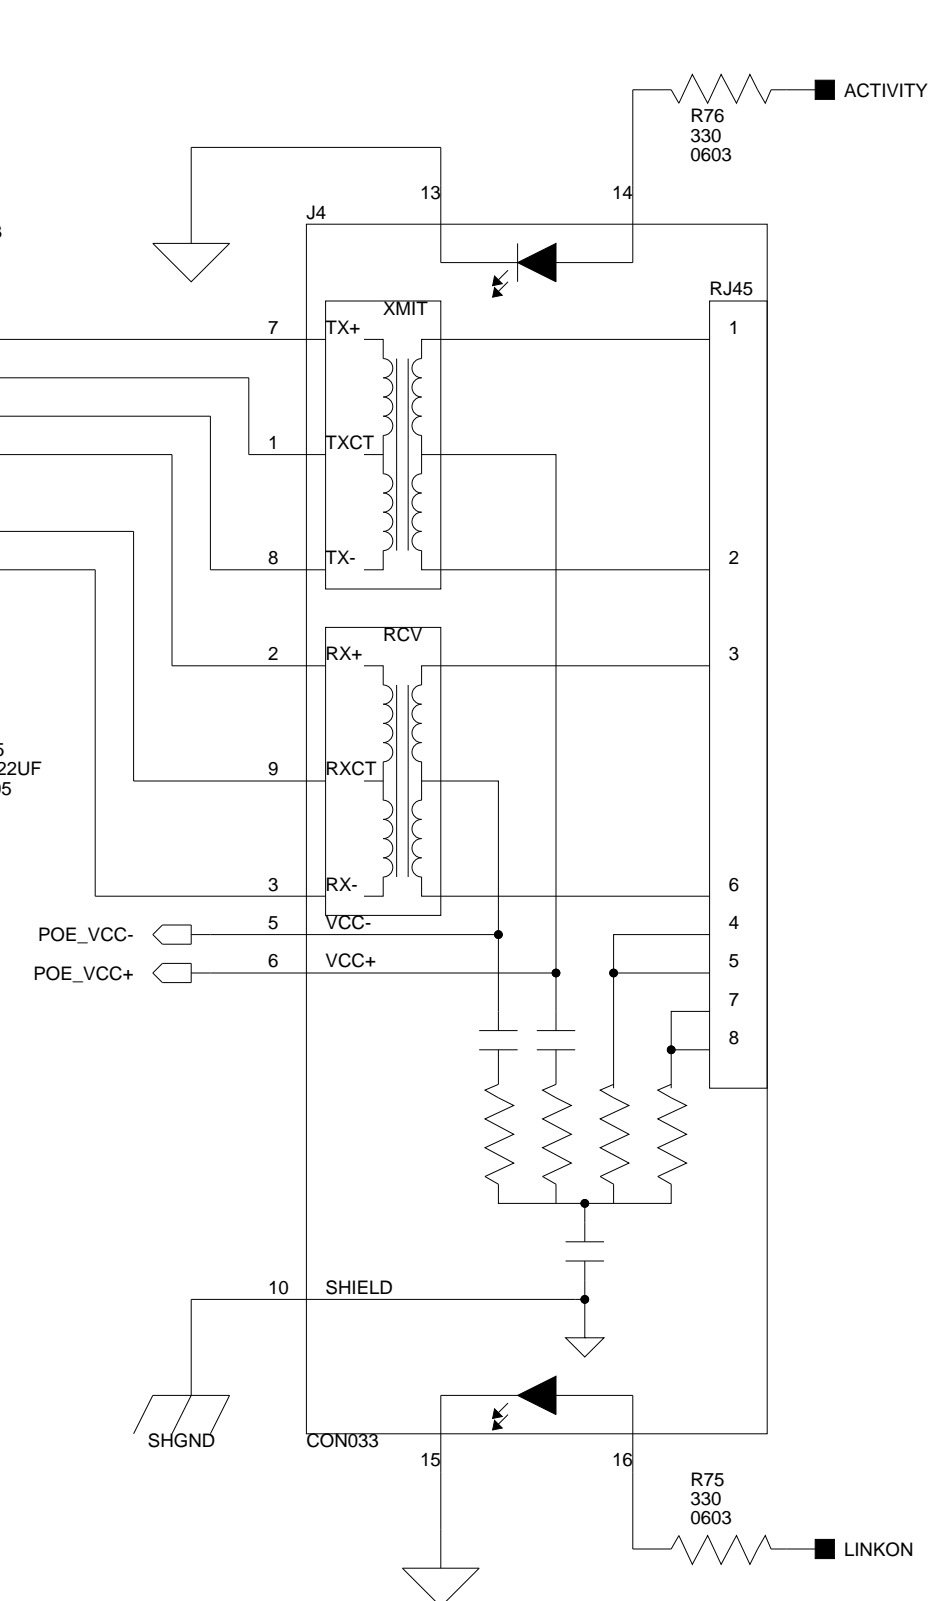 ACTIVITY
R76
330
0603
13
14
J4
RJ45
XMIT
7
TX+
1
1
TXCT
8
TX-
2
RCV
2
RX+
3
9
RXCT
22UF
3
RX-
6
5
VCC-
4
POE_VCC-
6
VCC+
5
POE_VCC+
7
8
10
SHIELD
SHGND
CON033
15
16
R75
330
0603
LINKON